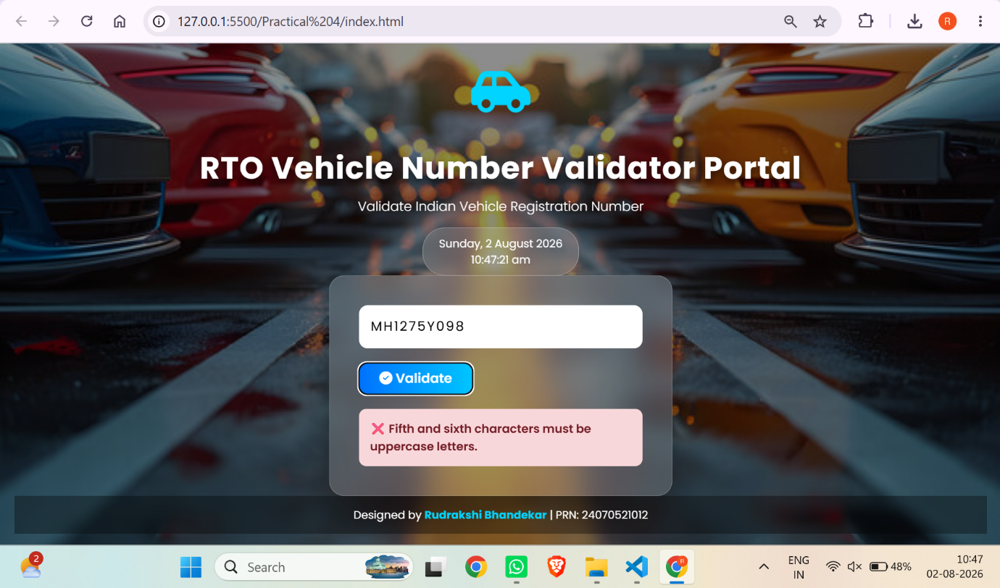 127.0.0.1:5500/Practical%204/index.html
R
RTO Vehicle Number Validator Portal
Validate Indian Vehicle Registration Number
Sunday, 2 August 2026
10:47:21 am
MH1275Y098
Validate
❌ Fifth and sixth characters must be
uppercase letters.
Designed by Rudrakshi Bhandekar | PRN: 24070521012
2
Search
R
ENG
IN
48%
10:47
02-08-2026